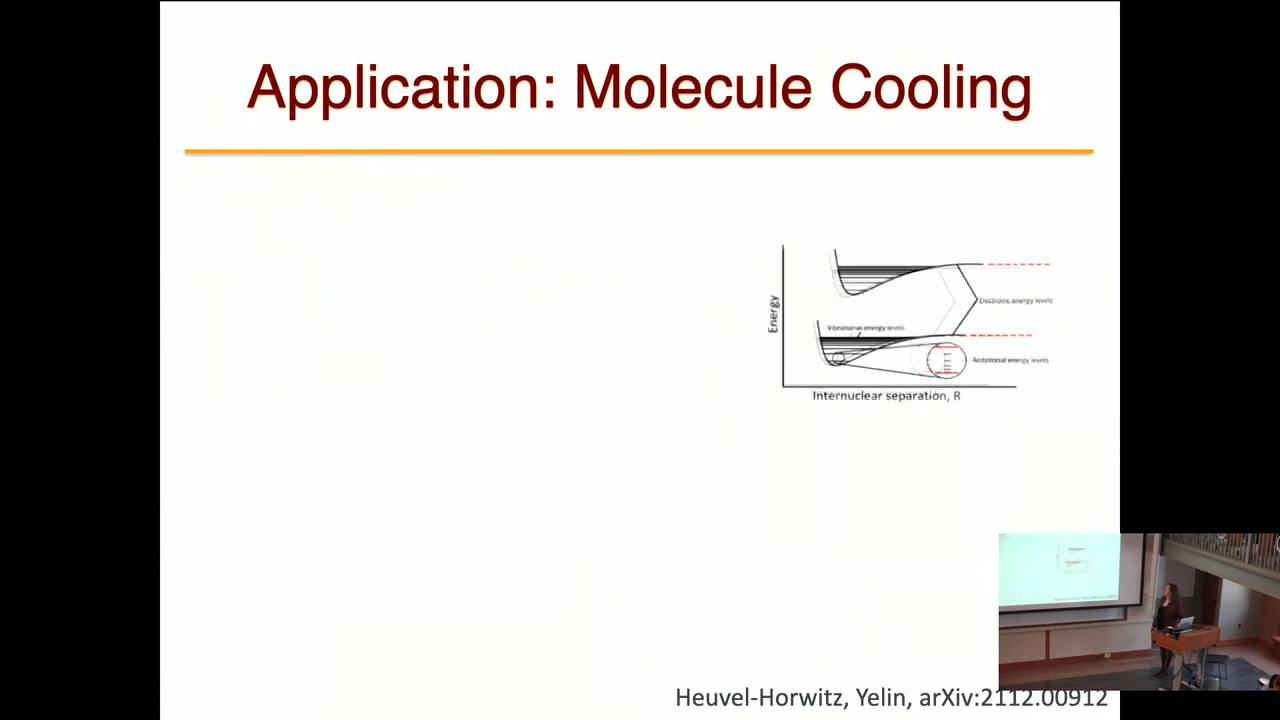 Application: Molecule Cooling
Energy
Electronic energy levels
Vibrational energy levels
Rotational energy levels
Internuclear separation, R
Heuvel-Horwitz, Yelin, arXiv:2112.00912